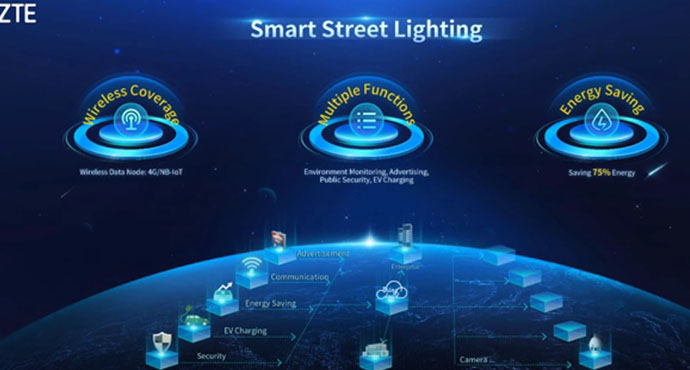 ZTE
Smart Street Lighting
Wireless Coverage
Multiple Functions
Energy Saving
Wireless Data Node: 4G/NB-IoT
Environment Monitoring, Advertising,
Public Security, EV Charging
Saving 75% Energy
Advertisement
Enterprise
Communication
Energy Saving
EV Charging
Security
Camera